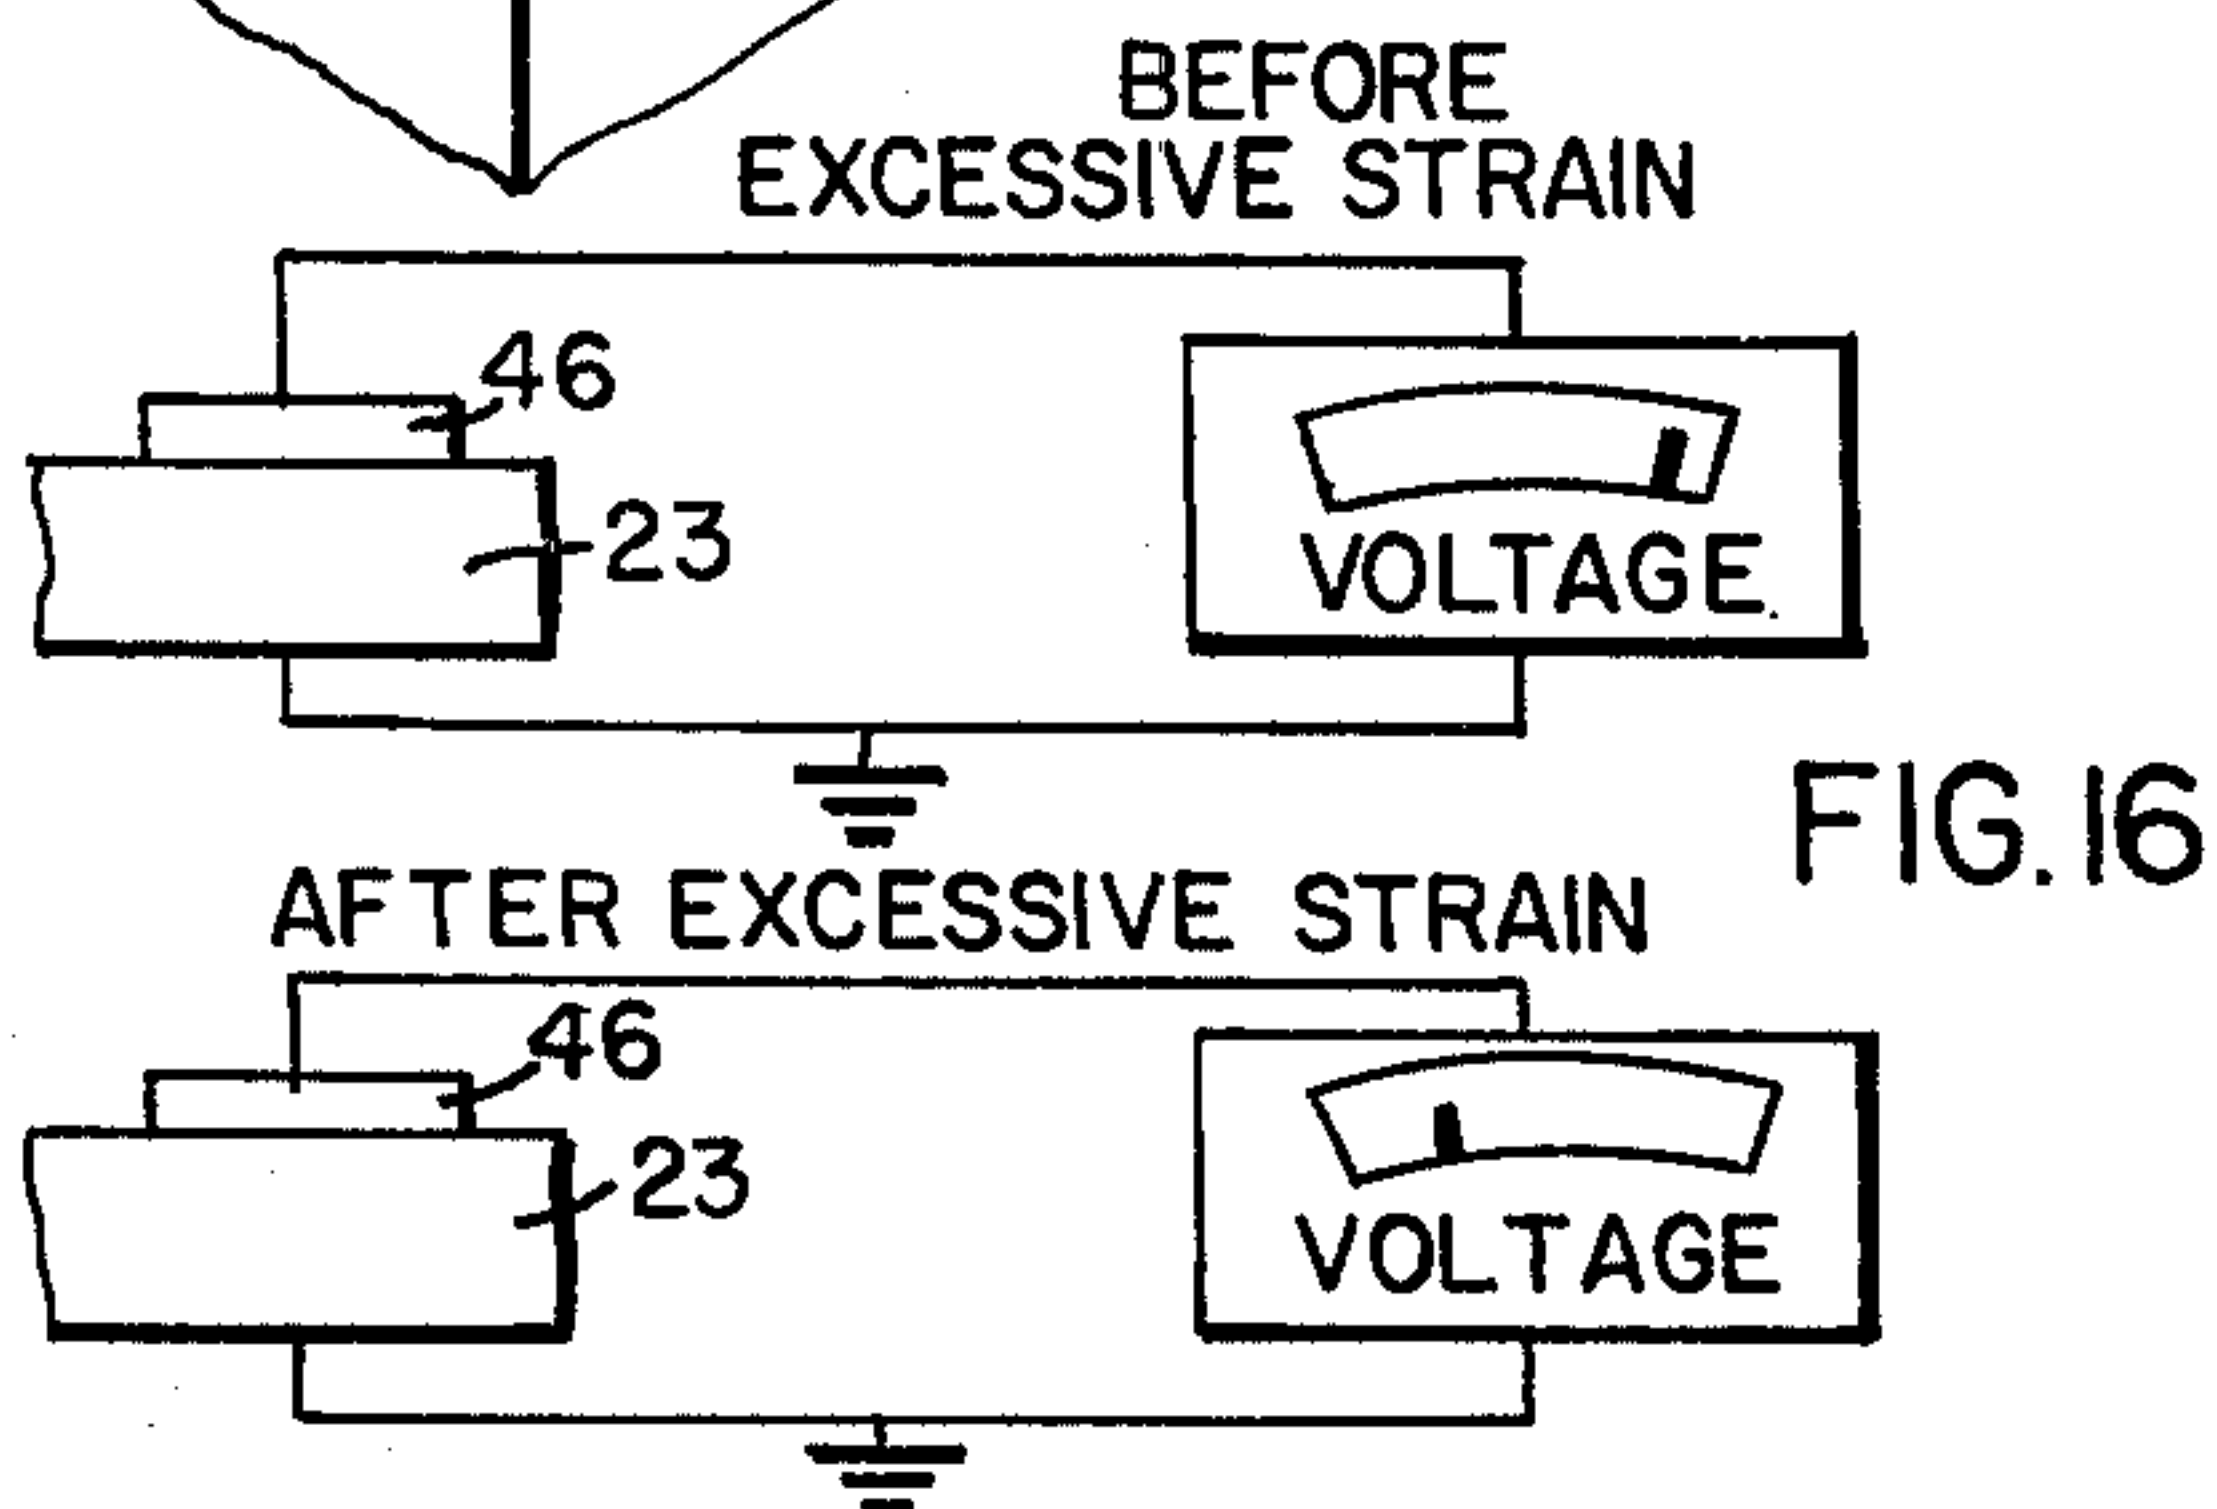 BEFORE
EXCESSIVE STRAIN
46
23
VOLTAGE.
FIG. 16
AFTER EXCESSIVE STRAIN
46
23
VOLTAGE